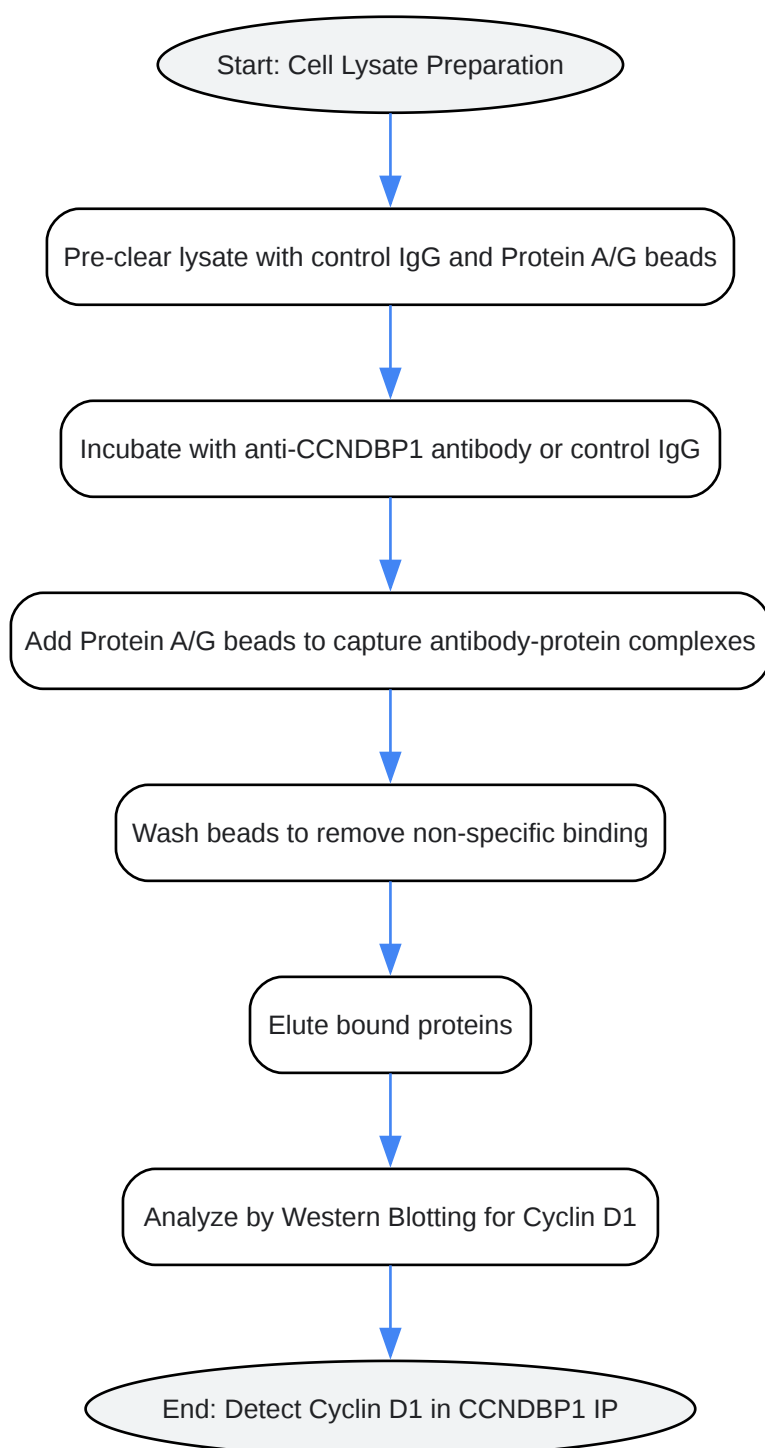 Start: Cell Lysate Preparation
Pre-clear lysate with control IgG and Protein A/G beads
Incubate with anti-CCNDBP1 antibody or control IgG
Add Protein A/G beads to capture antibody-protein complexes
Wash beads to remove non-specific binding
Elute bound proteins
Analyze by Western Blotting for Cyclin D1
End: Detect Cyclin D1 in CCNDBP1 IP